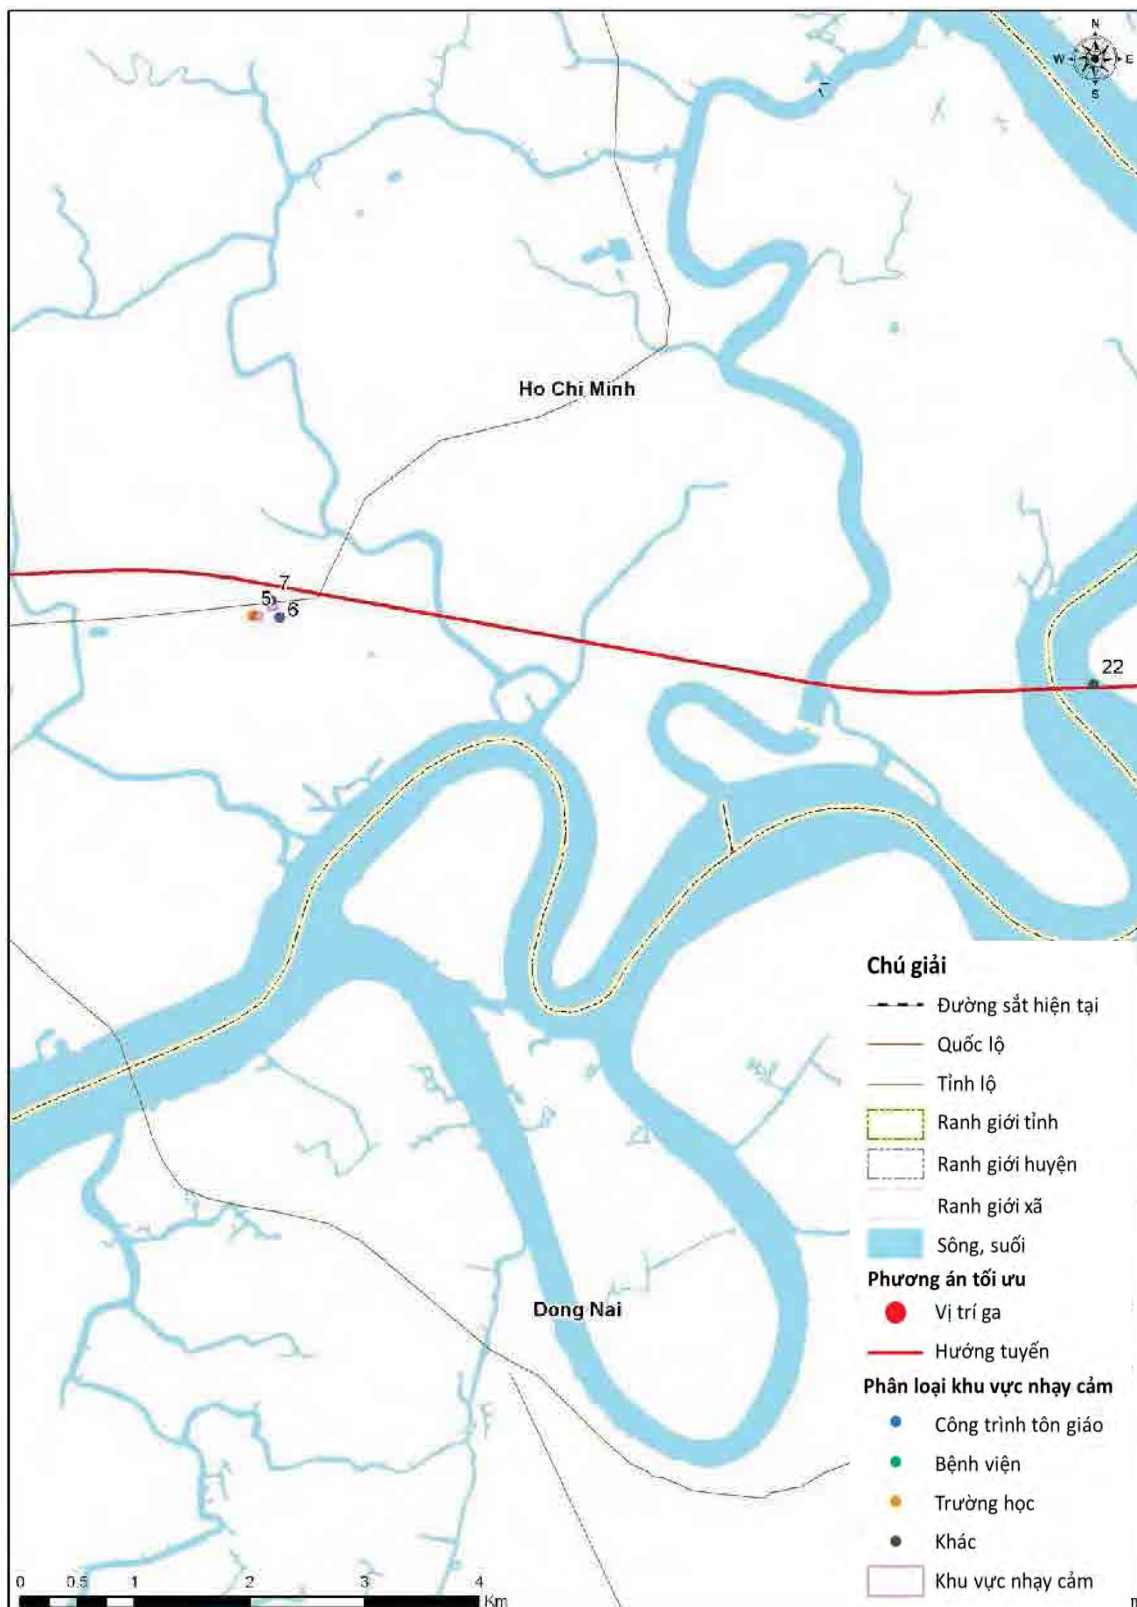 N
W E
S
Ho Chi Minh
7
5
6
22
Chú giải
Đường sắt hiện tại
Quốc lộ
Tỉnh lộ
Ranh giới tỉnh
Ranh giới huyện
Ranh giới xã
Sông, suối
Phương án tối ưu
Vị trí ga
Hướng tuyến
Phân loại khu vực nhạy cảm
Công trình tôn giáo
Bệnh viện
Trường học
Khác
Khu vực nhạy cảm
Dong Nai
0 0.5 1 2 3 4
Km